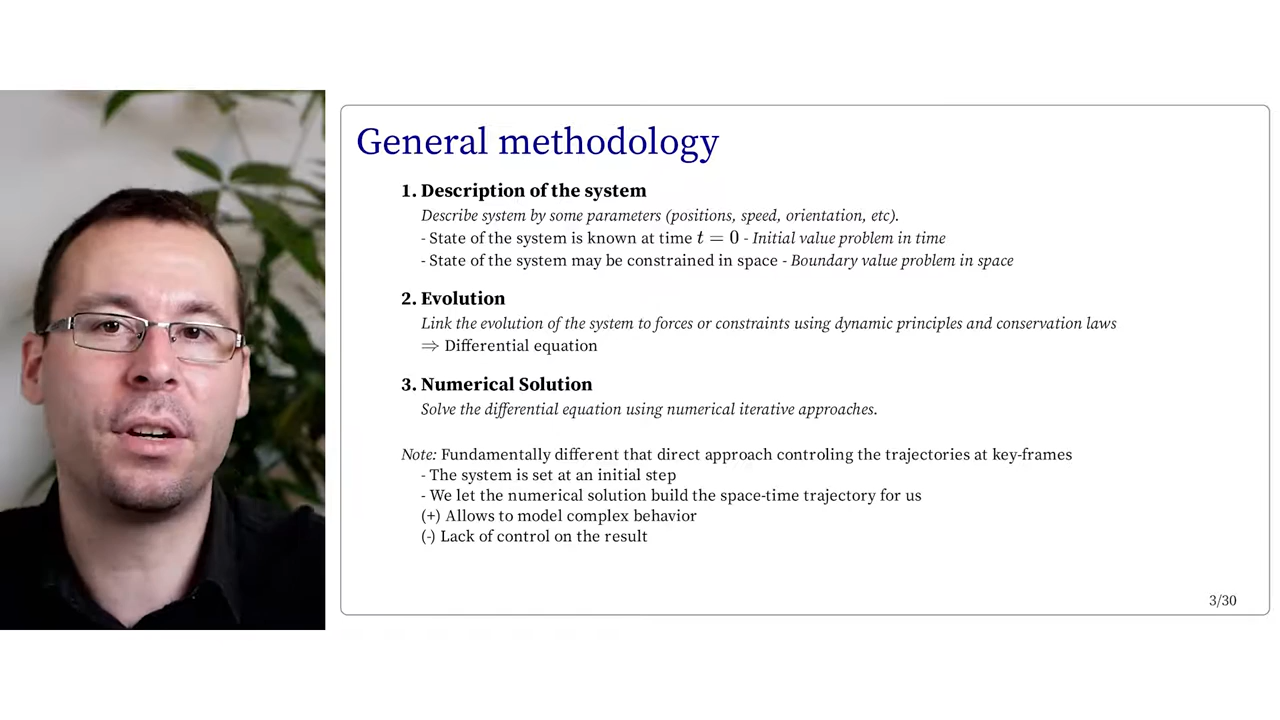 General methodology
1. Description of the system
Describe system by some parameters (positions, speed, orientation, etc).
- State of the system is known at time t = 0 - Initial value problem in time
- State of the system may be constrained in space - Boundary value problem in space
2. Evolution
Link the evolution of the system to forces or constraints using dynamic principles and conservation laws
⇒ Differential equation
3. Numerical Solution
Solve the differential equation using numerical iterative approaches.
Note: Fundamentally different that direct approach controling the trajectories at key-frames
- The system is set at an initial step
- We let the numerical solution build the space-time trajectory for us
(+) Allows to model complex behavior
(-) Lack of control on the result
3/30